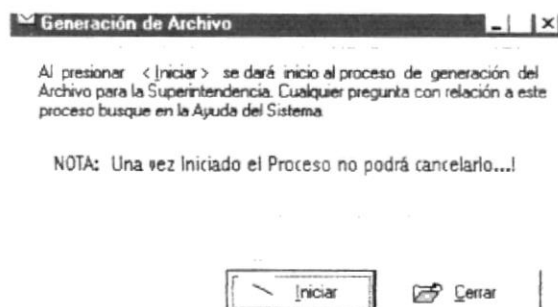 Generación de Archivo
Al presionar <Iniciar> se dará inicio al proceso de generación del
Archivo para la Superintendencia. Cualquier pregunta con relación a este
proceso busque en la Ayuda del Sistema
NOTA: Una vez Iniciado el Proceso no podrá cancelarlo...!
Iniciar
Cerrar